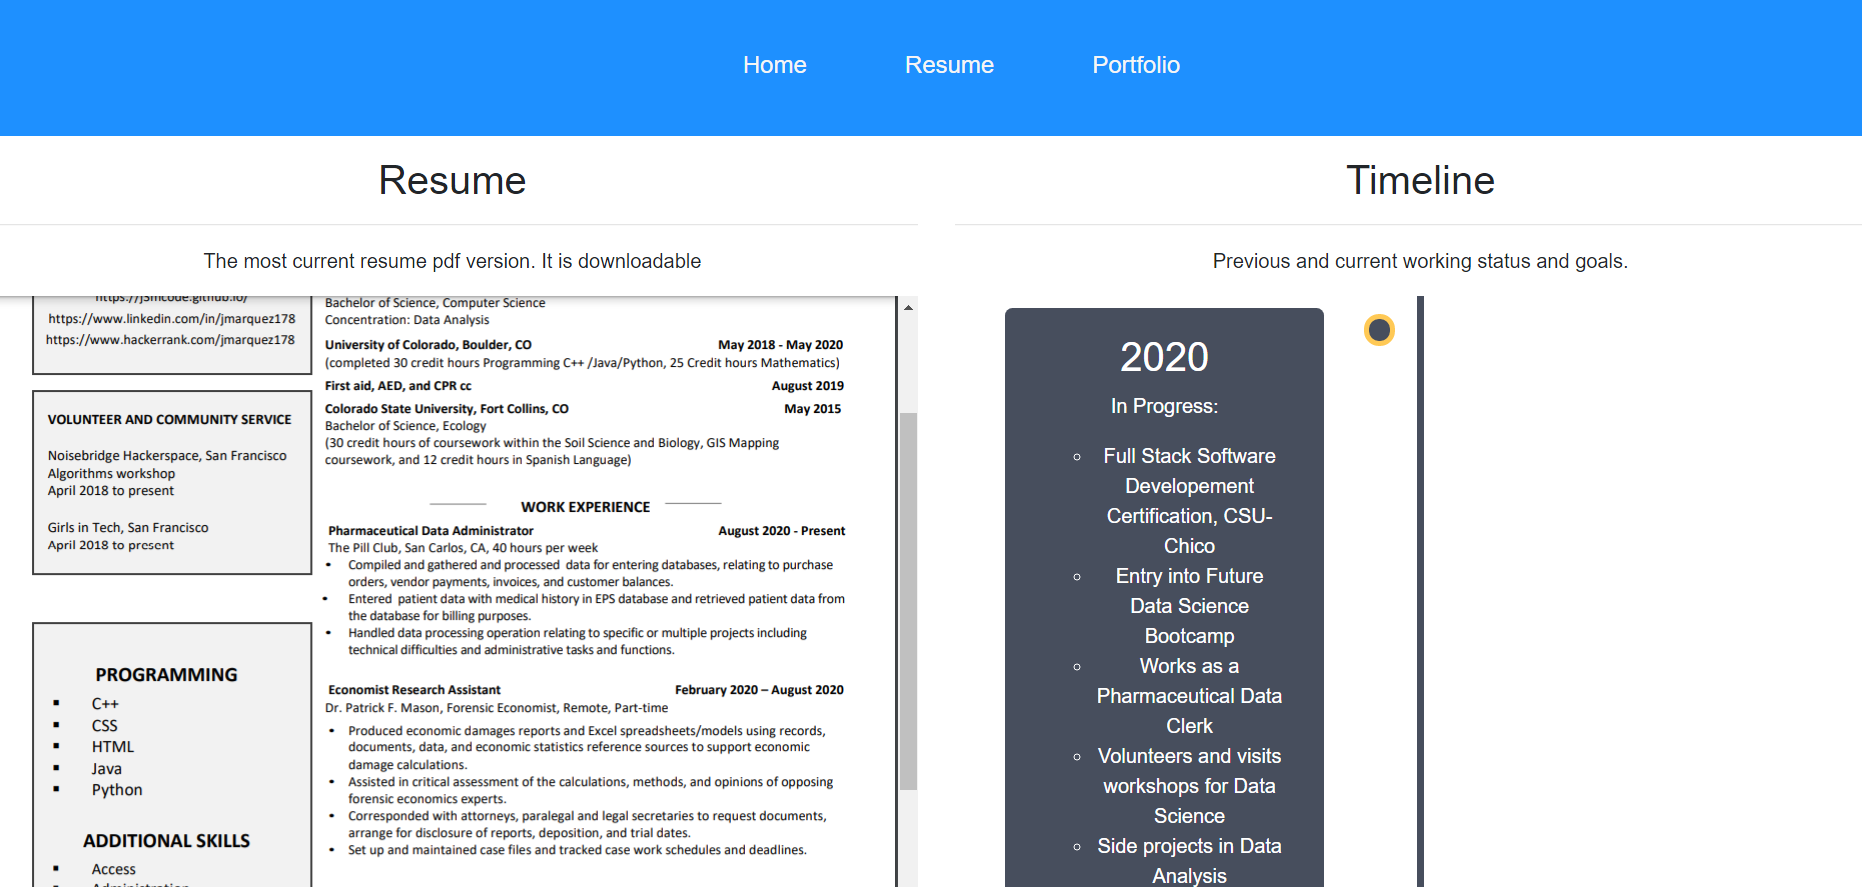 Home Resume Portfolio
Resume
The most current resume pdf version. It is downloadable
https://j3mcode.github.io/
https://www.linkedin.com/in/jmarquez178
https://www.hackerrank.com/jmarquez178
VOLUNTEER AND COMMUNITY SERVICE
Noisebridge Hackerspace, San Francisco
Algorithms workshop
April 2018 to present
Girls in Tech, San Francisco
April 2018 to present
PROGRAMMING
▪ C++
▪ CSS
▪ HTML
▪ Java
▪ Python
ADDITIONAL SKILLS
▪ Access
▪ Administration
Bachelor of Science, Computer Science
Concentration: Data Analysis
University of Colorado, Boulder, CO May 2018 - May 2020
(completed 30 credit hours Programming C++ /Java/Python, 25 Credit hours Mathematics)
First aid, AED, and CPR cc August 2019
Colorado State University, Fort Collins, CO May 2015
Bachelor of Science, Ecology
(30 credit hours of coursework within the Soil Science and Biology, GIS Mapping
coursework, and 12 credit hours in Spanish Language)
WORK EXPERIENCE
Pharmaceutical Data Administrator August 2020 - Present
The Pill Club, San Carlos, CA, 40 hours per week
• Compiled and gathered and processed data for entering databases, relating to purchase
orders, vendor payments, invoices, and customer balances.
• Entered patient data with medical history in EPS database and retrieved patient data from
the database for billing purposes.
• Handled data processing operation relating to specific or multiple projects including
technical difficulties and administrative tasks and functions.
Economist Research Assistant February 2020 – August 2020
Dr. Patrick F. Mason, Forensic Economist, Remote, Part-time
• Produced economic damages reports and Excel spreadsheets/models using records,
documents, data, and economic statistics reference sources to support economic
damage calculations.
• Assisted in critical assessment of the calculations, methods, and opinions of opposing
forensic economics experts.
• Corresponded with attorneys, paralegal and legal secretaries to request documents,
arrange for disclosure of reports, deposition, and trial dates.
• Set up and maintained case files and tracked case work schedules and deadlines.
Timeline
Previous and current working status and goals.
2020
In Progress:
Full Stack Software
Developement
Certification, CSU-
Chico
Entry into Future
Data Science
Bootcamp
Works as a
Pharmaceutical Data
Clerk
Volunteers and visits
workshops for Data
Science
Side projects in Data
Analysis